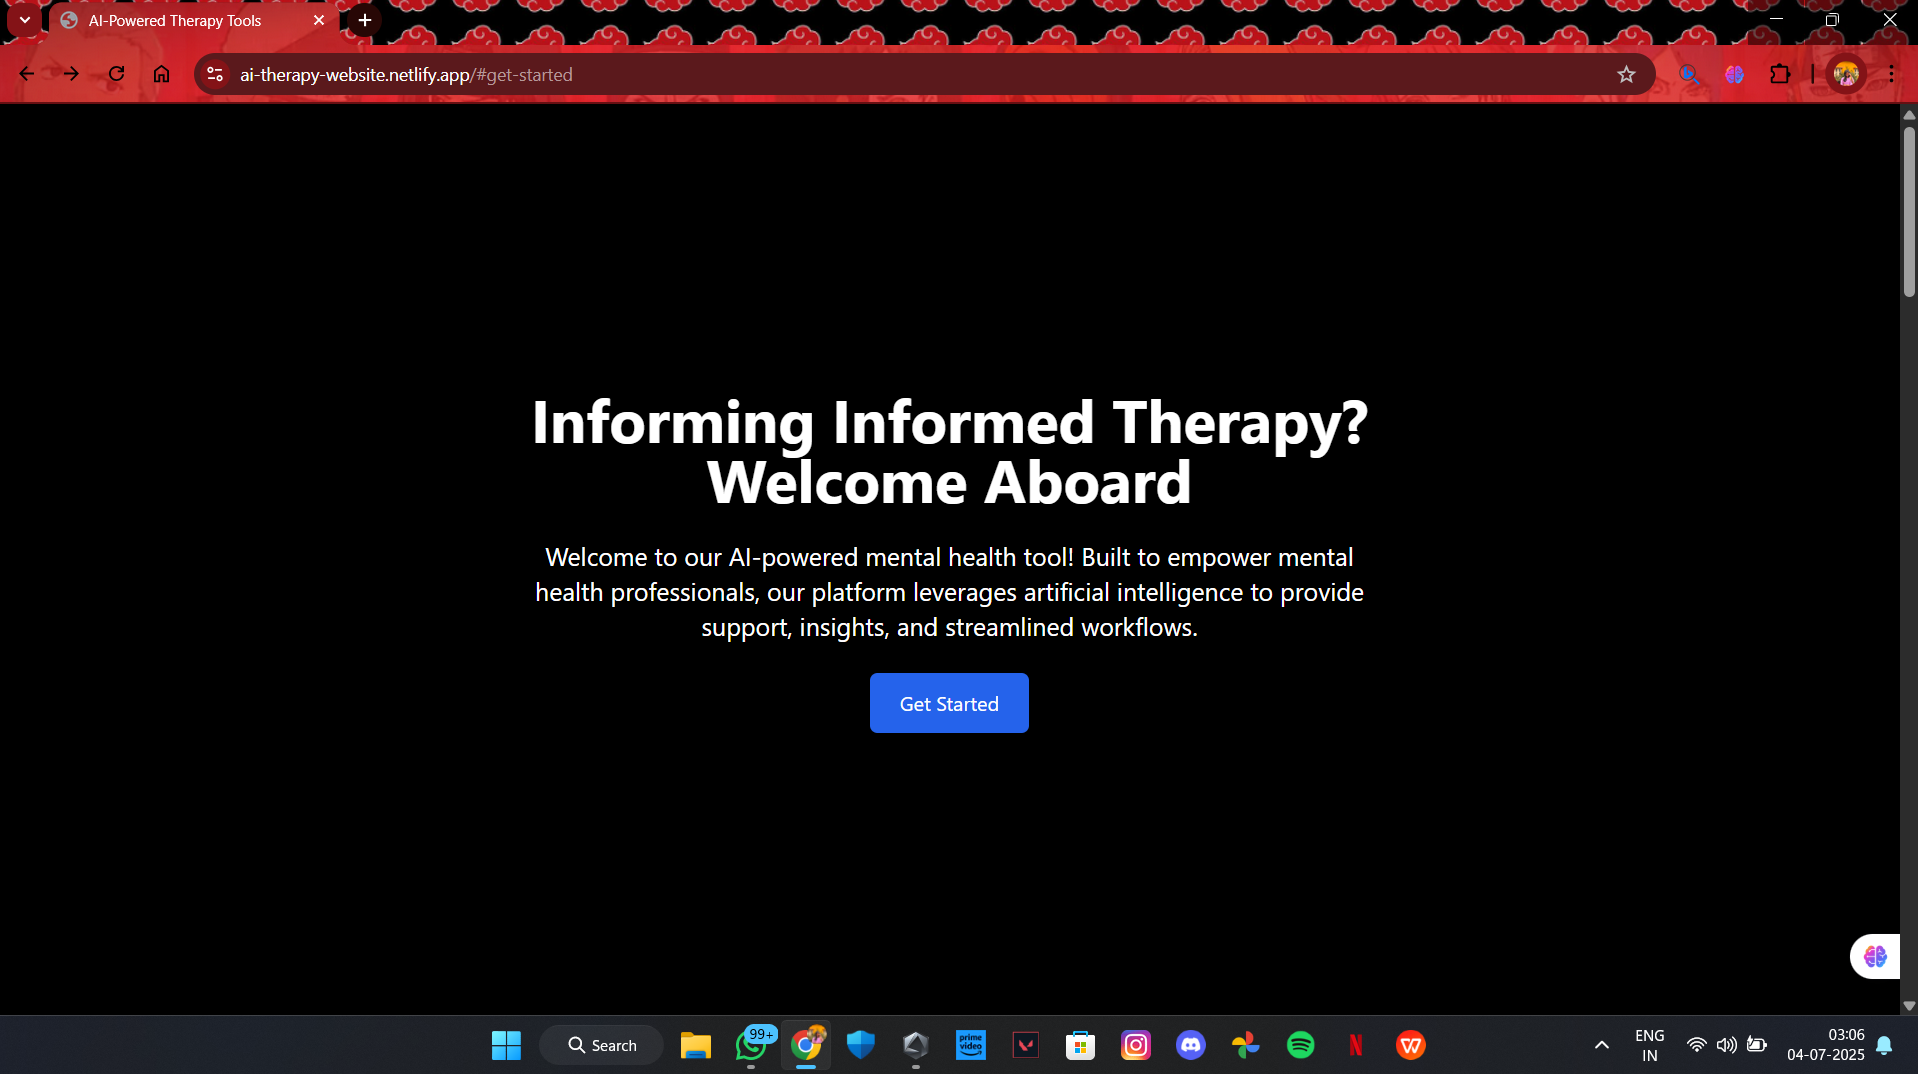 AI-Powered Therapy Tools
ai-therapy-website.netlify.app/#get-started
Informing Informed Therapy?
Welcome Aboard
Welcome to our AI-powered mental health tool! Built to empower mental
health professionals, our platform leverages artificial intelligence to provide
support, insights, and streamlined workflows.
Get Started
Search
99+
prime
video
ENG
IN
03:06
04-07-2025